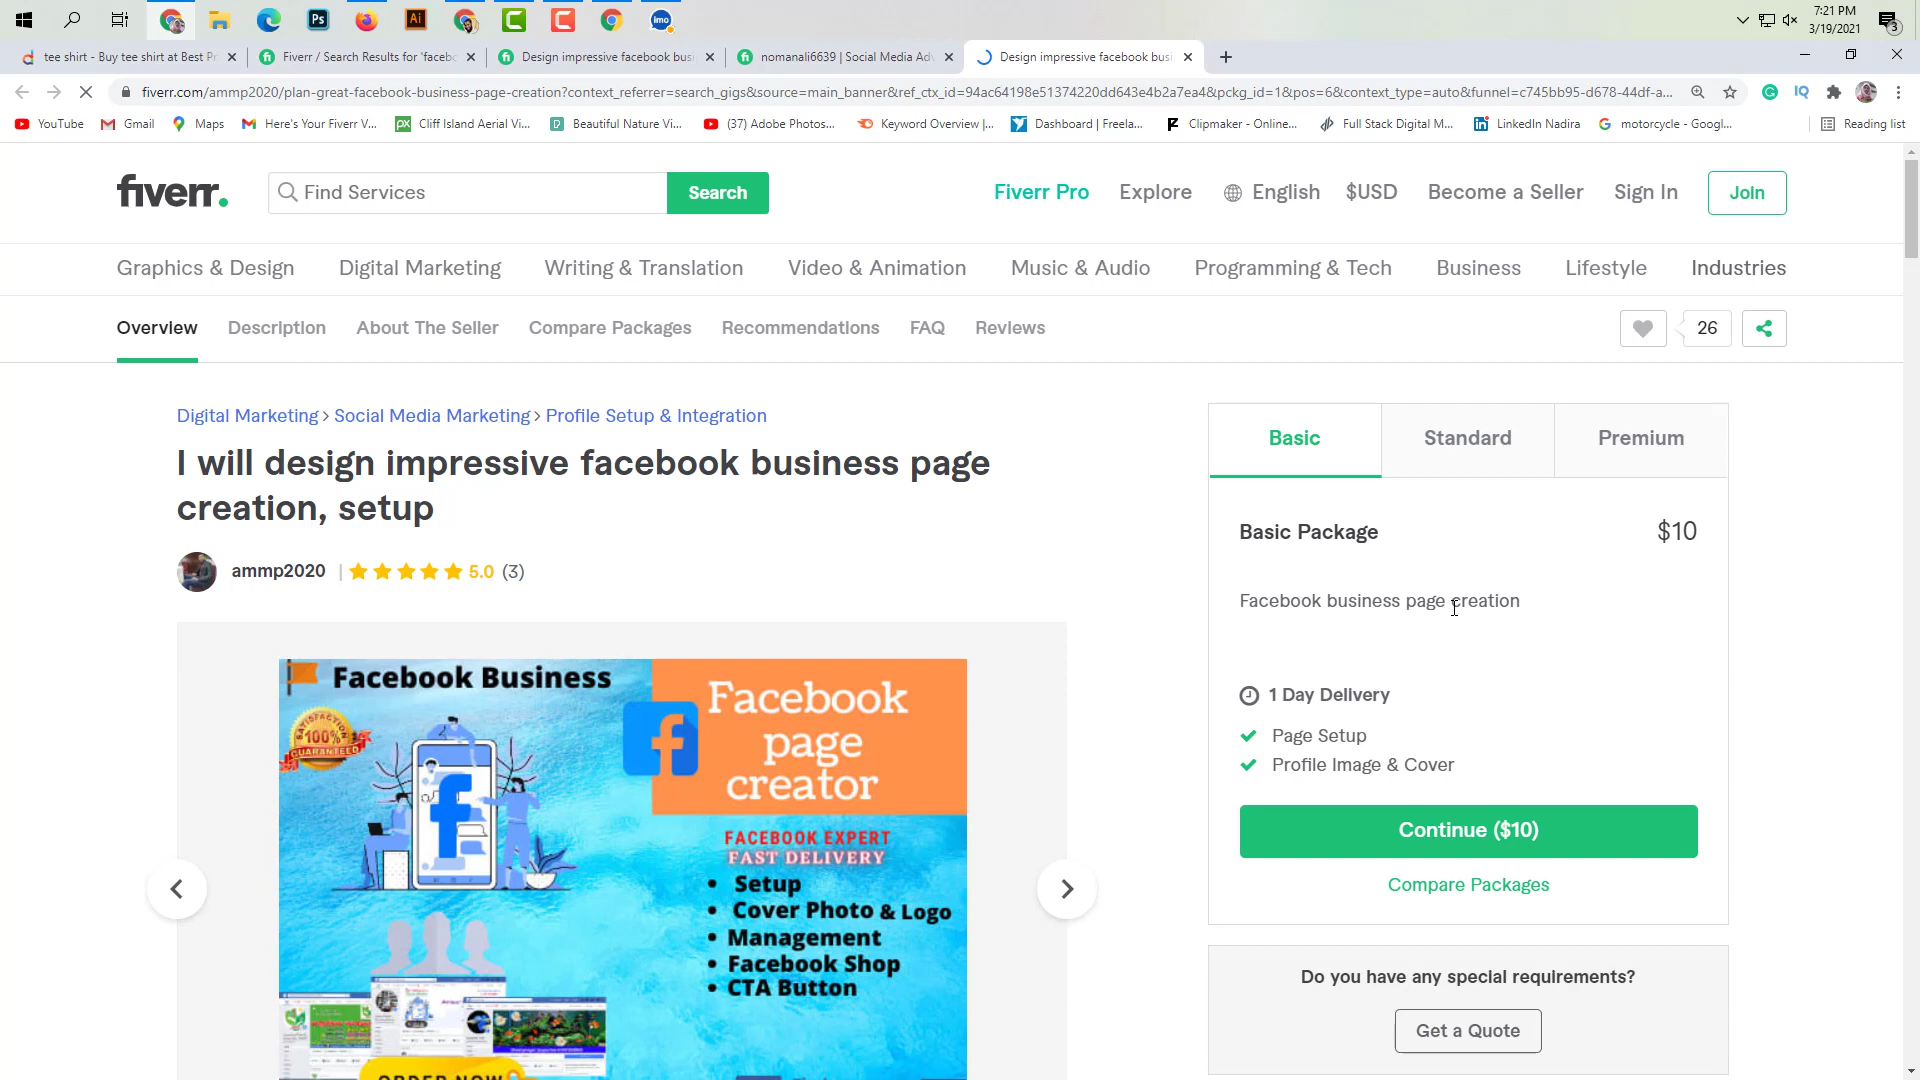 7:21 PM
3/19/2021
3
tee shirt - Buy tee shirt at Best Pr
Fiverr / Search Results for 'facebo
Design impressive facebook busi
nomanali6639 | Social Media Adv
Design impressive facebook busi
fiverr.com/ammp2020/plan-great-facebook-business-page-creation?context_referrer=search_gigs&source=main_banner&ref_ctx_id=94ac64198e51374220dd643e4b2a7ea4&pckg_id=1&pos=6&context_type=auto&funnel=c745bb95-d678-44df-a...
YouTube Gmail Maps Here's Your Fiverr V... Cliff Island Aerial Vi... Beautiful Nature Vi... (37) Adobe Photos... Keyword Overview |... Dashboard | Freela... Clipmaker - Online... Full Stack Digital M... LinkedIn Nadira motorcycle - Googl... Reading list
fiverr. Find Services Search Fiverr Pro Explore English $USD Become a Seller Sign In Join
Graphics & Design Digital Marketing Writing & Translation Video & Animation Music & Audio Programming & Tech Business Lifestyle Industries
Overview Description About The Seller Compare Packages Recommendations FAQ Reviews 26
Digital Marketing > Social Media Marketing > Profile Setup & Integration
I will design impressive facebook business page
creation, setup
ammp2020 | 5.0 (3)
Facebook Business
SATISFACTION
100%
GUARANTEED
Facebook
page
creator
FACEBOOK EXPERT
FAST DELIVERY
• Setup
• Cover Photo & Logo
• Management
• Facebook Shop
• CTA Button
ORDER NOW
Basic Standard Premium
Basic Package $10
Facebook business page creation
1 Day Delivery
Page Setup
Profile Image & Cover
Continue ($10)
Compare Packages
Do you have any special requirements?
Get a Quote